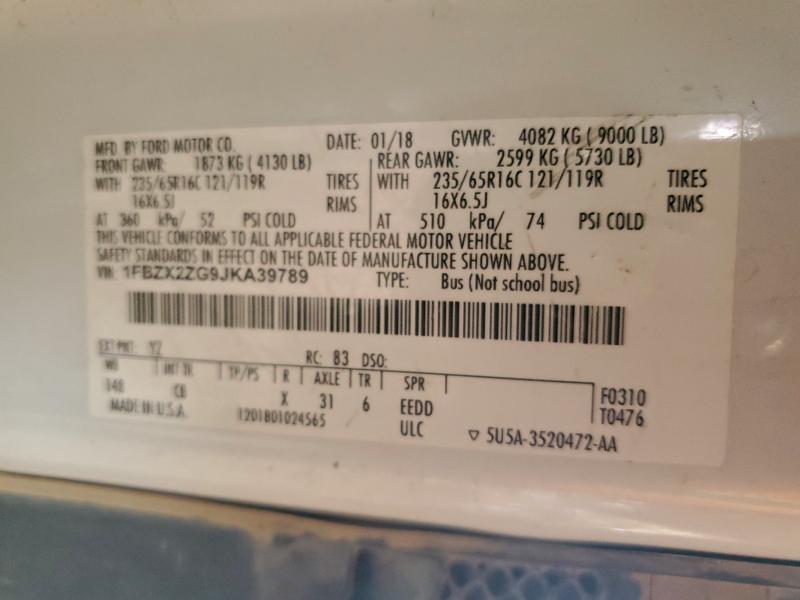 MFD BY FORD MOTOR CO. DATE: 01/18 GVWR: 4082 KG ( 9000 LB)
FRONT GAWR: 1873 KG ( 4130 LB) REAR GAWR: 2599 KG ( 5730 LB)
WITH 235/65R16C 121/119R TIRES WITH 235/65R16C 121/119R TIRES
16X6.5J RIMS 16X6.5J RIMS
AT 360 kPa/ 52 PSI COLD AT 510 kPa/ 74 PSI COLD
THIS VEHICLE CONFORMS TO ALL APPLICABLE FEDERAL MOTOR VEHICLE
SAFETY STANDARDS IN EFFECT ON THE DATE OF MANUFACTURE SHOWN ABOVE.
VIN: 1FBZX2ZG9JKA39789 TYPE: Bus (Not school bus)
EXT PNT: YZ RC: 83 DSO:
WB INT TR TP/PS R AXLE TR SPR
148 CB X 31 6 EEDD F0310
MADE IN U.S.A. 1201801024565 ULC T0476
5U5A-3520472-AA